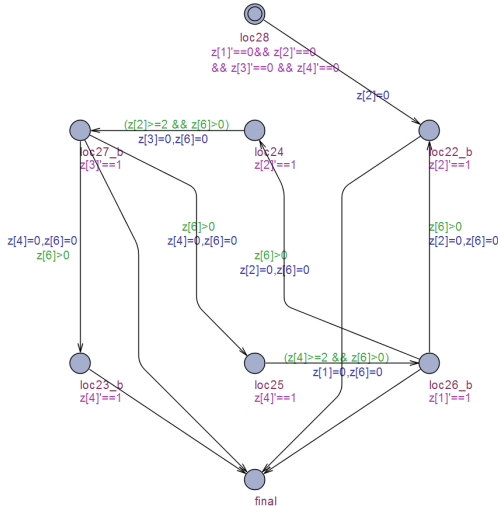 loc28
z[1]'==0&& z[2]'==0
&& z[3]'==0 && z[4]'==0
z[2]=0
(z[2]>=2 && z[6]>0)
z[3]=0,z[6]=0
loc27_b
z[3]'==1
loc24
z[2]'==1
loc22_b
z[2]'==1
z[6]>0
z[4]=0,z[6]=0
z[6]>0
z[2]=0,z[6]=0
z[4]=0,z[6]=0
z[6]>0
z[6]>0
z[2]=0,z[6]=0
(z[4]>=2 && z[6]>0)
z[1]=0,z[6]=0
loc23_b
z[4]'==1
loc25
z[4]'==1
loc26_b
z[1]'==1
final